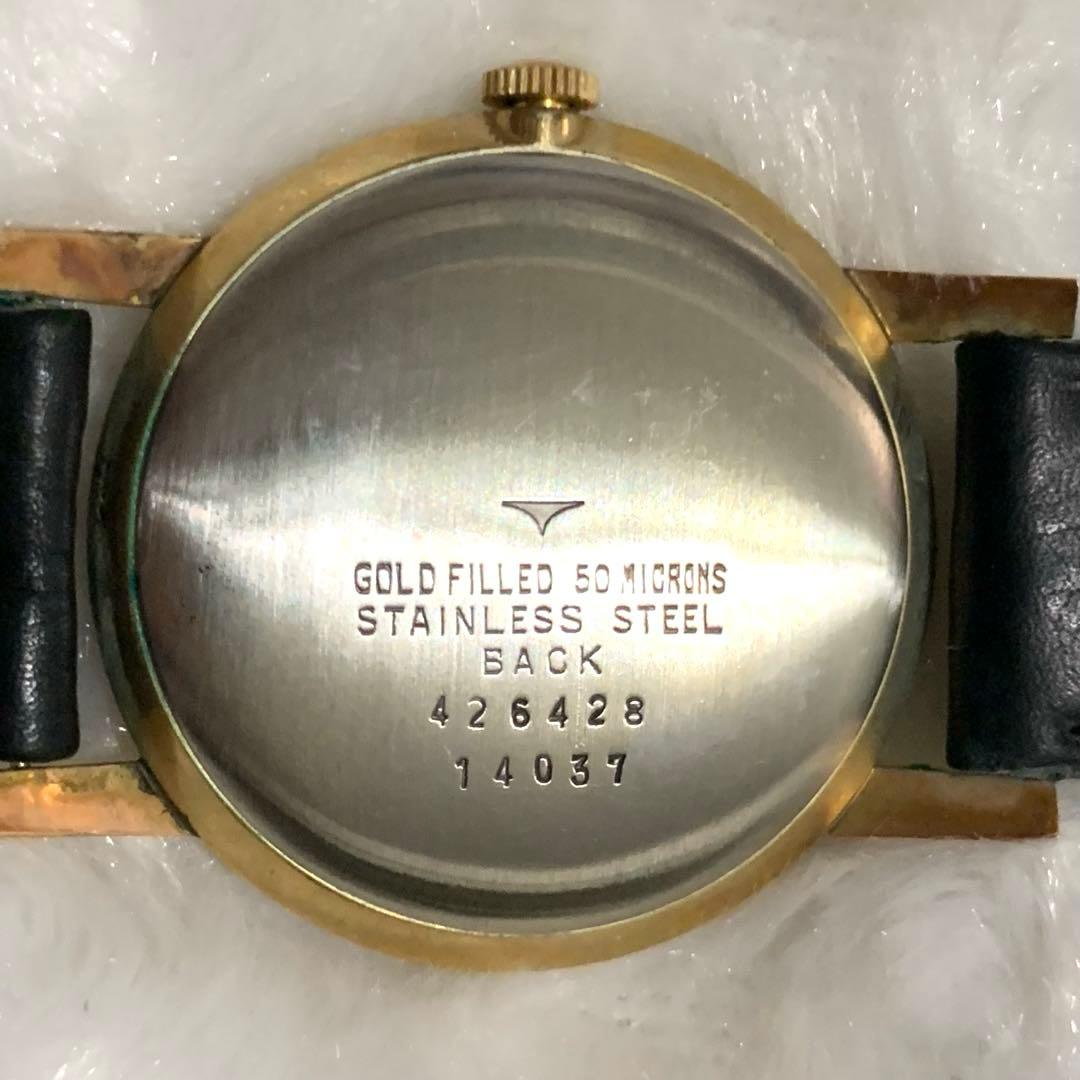 GOLD FILLED 50 MICRONS
STAINLESS STEEL
BACK
426428
14037